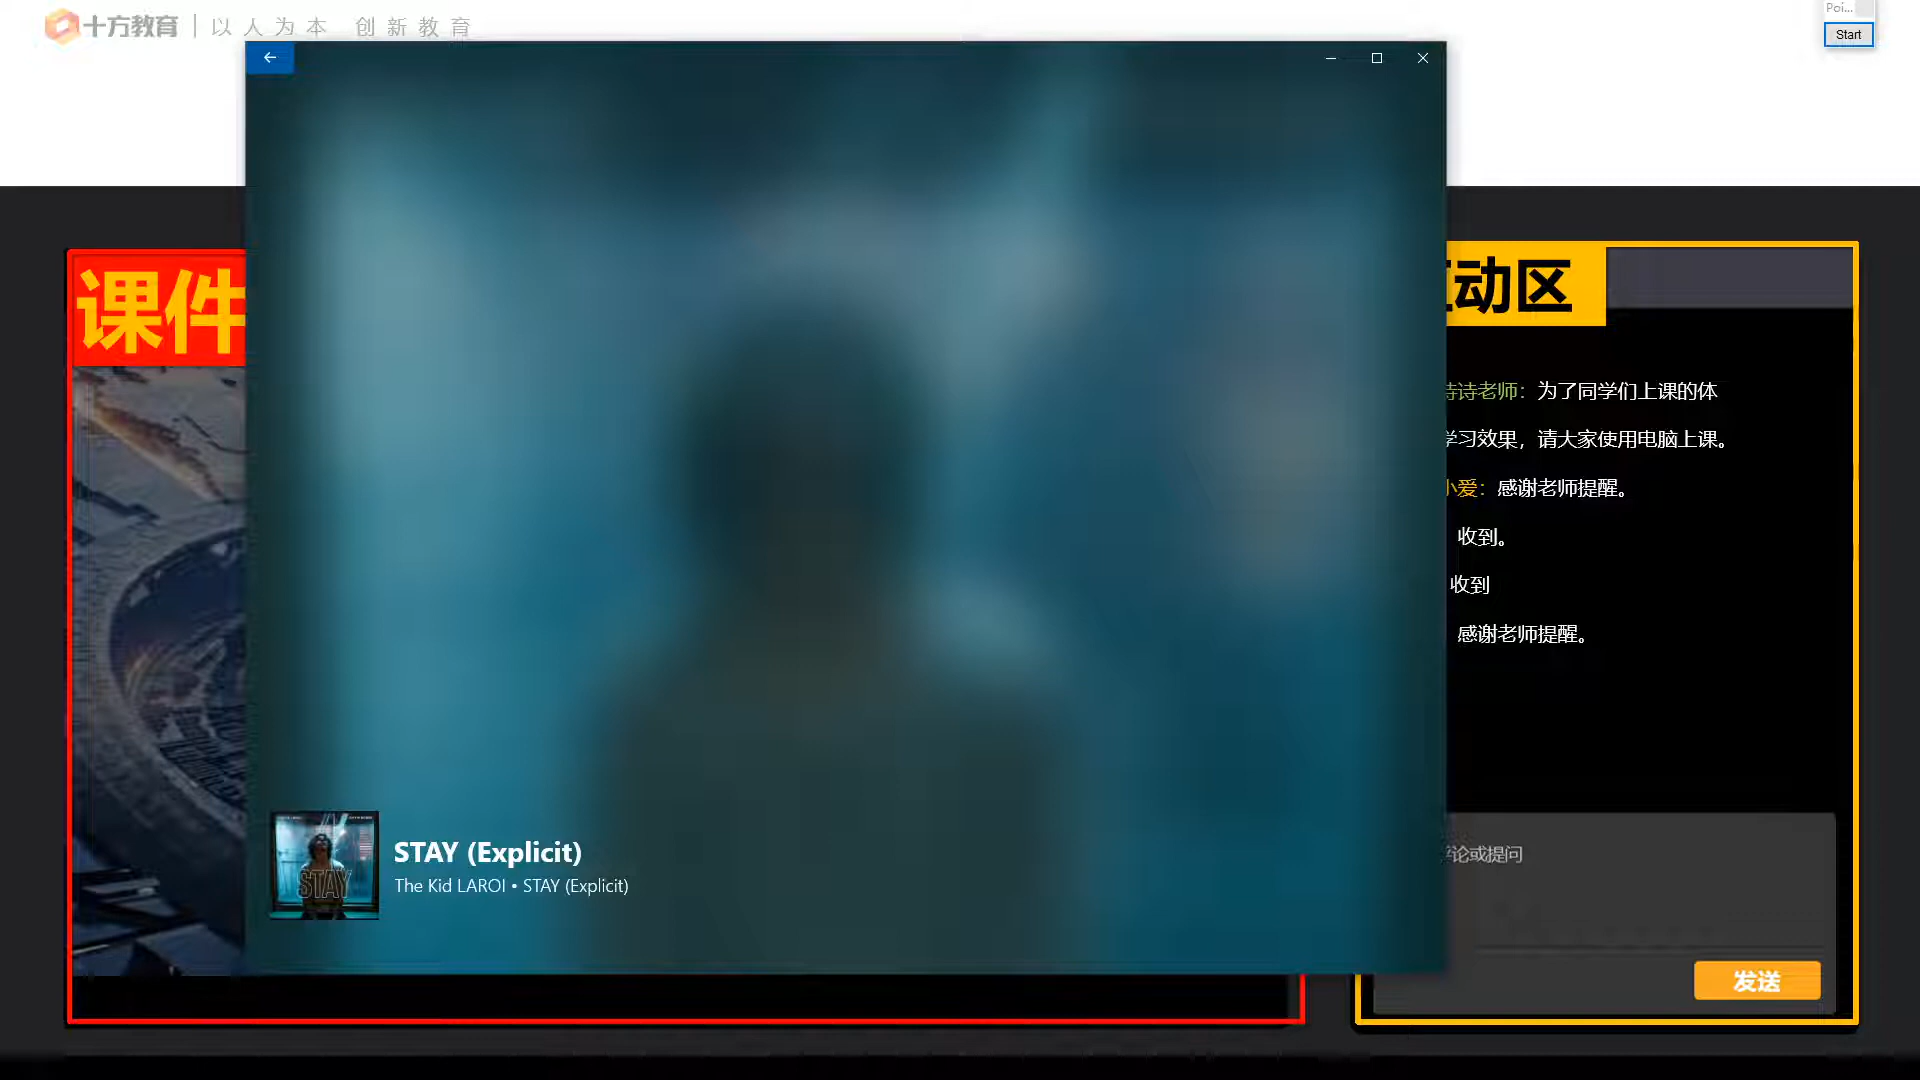 十方教育 | 以人为本 创新教育
Poi...
Start
课件
动区
诗老师：为了同学们上课的体
学习效果，请大家使用电脑上课。
小爱：感谢老师提醒。
收到。
收到
感谢老师提醒。
STAY
STAY (Explicit)
The Kid LAROI • STAY (Explicit)
论或提问
发送